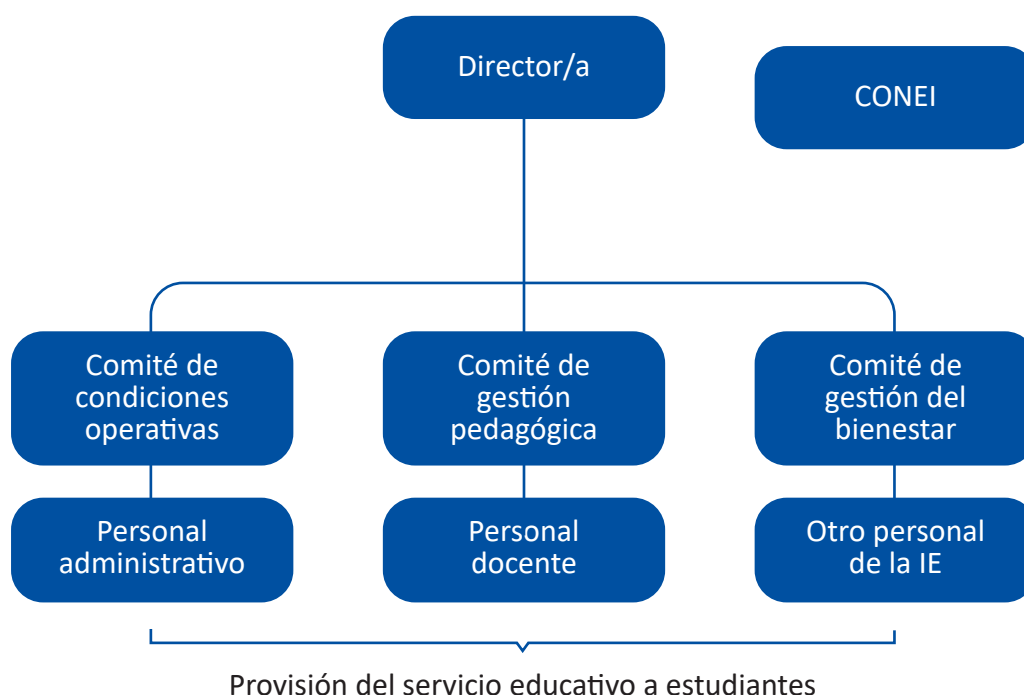 Director/a
CONEI
Comité de
condiciones
operativas
Comité de
gestión
pedagógica
Comité de
gestión del
bienestar
Personal
administrativo
Personal
docente
Otro personal
de la IE
Provisión del servicio educativo a estudiantes